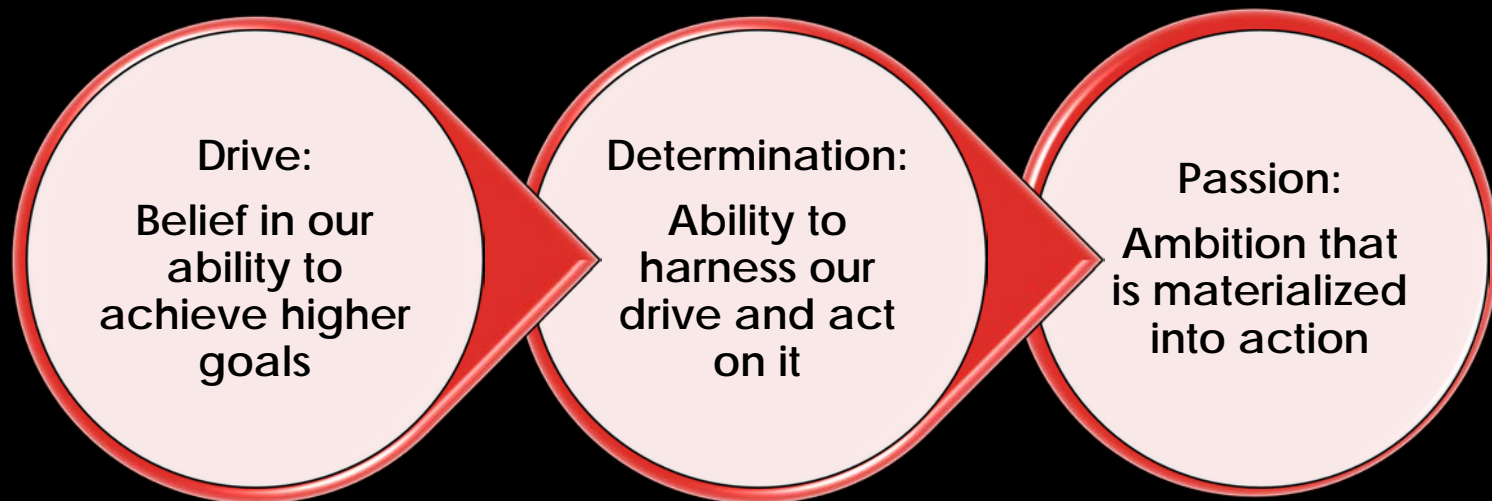 Drive:
Belief in our
ability to
achieve higher
goals
Determination:
Ability to
harness our
drive and act
on it
Passion:
Ambition that
is materialized
into action